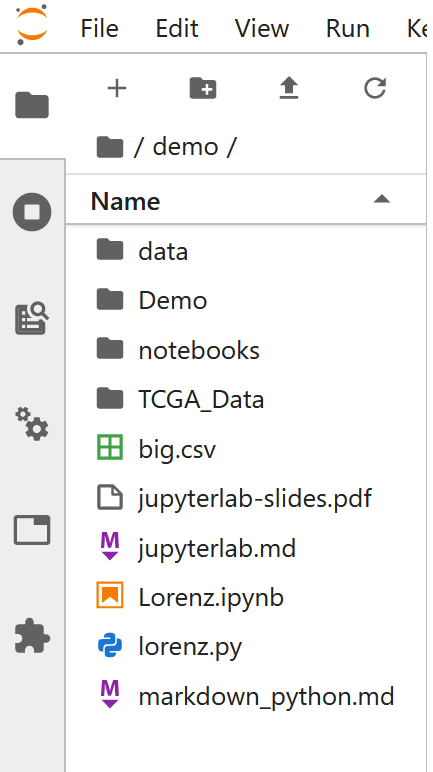 File Edit View Run
/ demo /
Name
data
Demo
notebooks
TCGA_Data
big.csv
jupyterlab-slides.pdf
M jupyterlab.md
Lorenz.ipynb
lorenz.py
M markdown_python.md